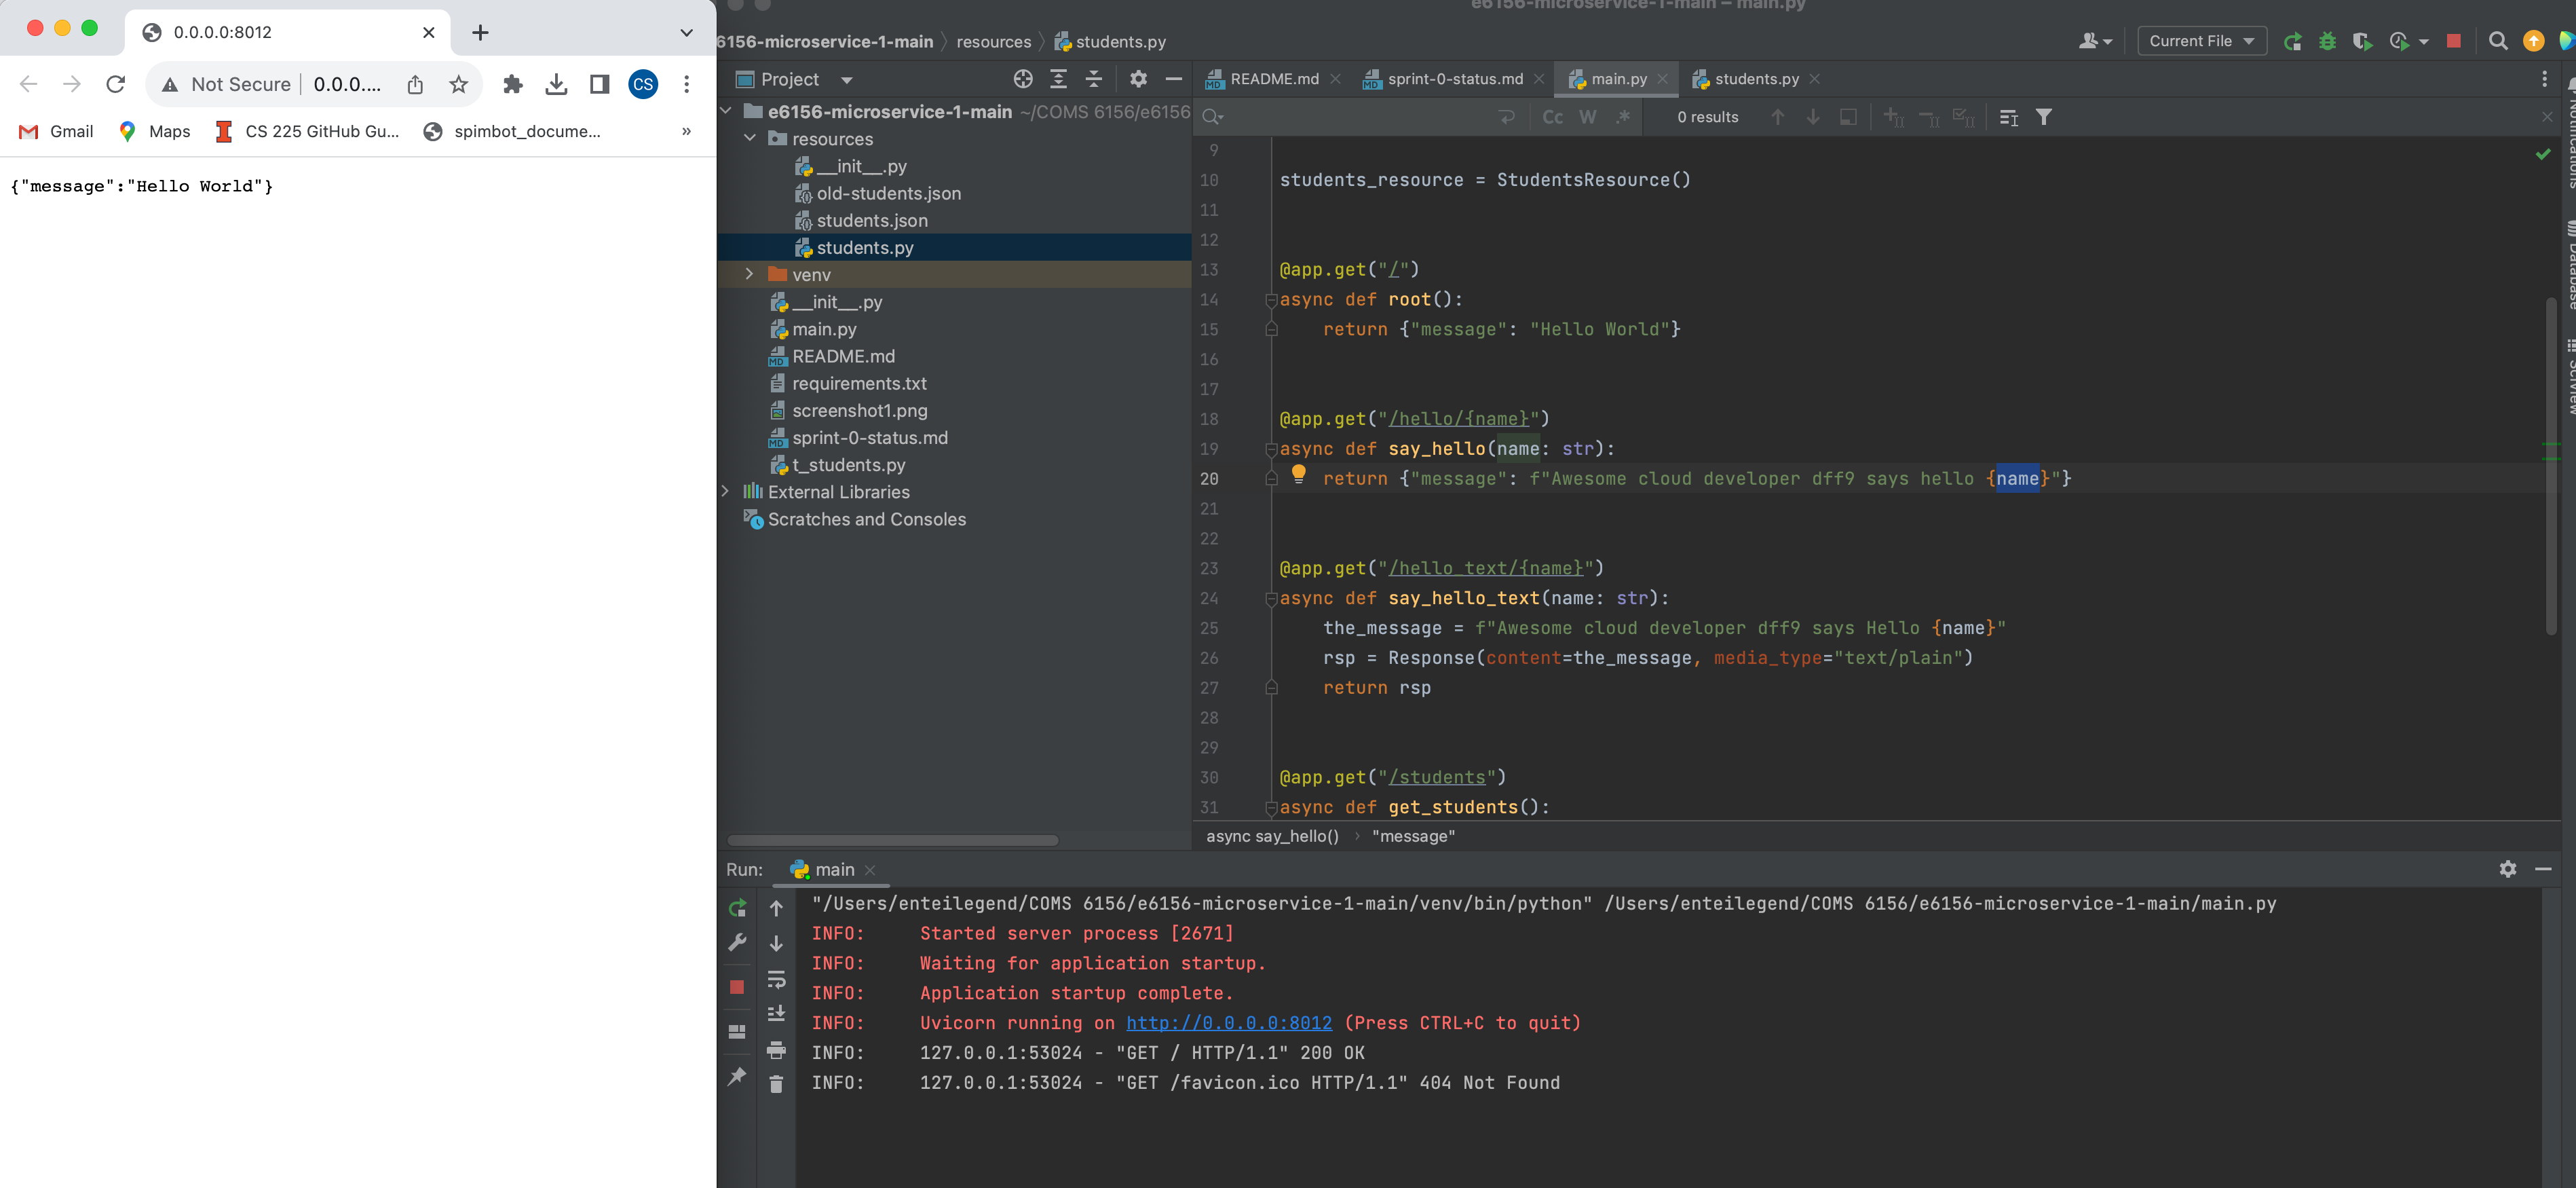 0.0.0.0:8012
Not Secure
0.0.0....
CS
Gmail
Maps
CS 225 GitHub Gu...
spimbot_docume...
»
{"message":"Hello World"}
e6156-microservice-1-main – main.py
6156-microservice-1-main
resources
students.py
Current File
Project
README.md
sprint-0-status.md
main.py
students.py
Cc
W
.*
0 results
e6156-microservice-1-main ~/COMS 6156/e6156
resources
__init__.py
old-students.json
students.json
students.py
venv
__init__.py
main.py
README.md
requirements.txt
screenshot1.png
sprint-0-status.md
t_students.py
External Libraries
Scratches and Consoles
9
10 students_resource = StudentsResource()
11
12
13 @app.get("/")
14 async def root():
15     return {"message": "Hello World"}
16
17
18 @app.get("/hello/{name}")
19 async def say_hello(name: str):
20     return {"message": f"Awesome cloud developer dff9 says hello {name}"}
21
22
23 @app.get("/hello_text/{name}")
24 async def say_hello_text(name: str):
25     the_message = f"Awesome cloud developer dff9 says Hello {name}"
26     rsp = Response(content=the_message, media_type="text/plain")
27     return rsp
28
29
30 @app.get("/students")
31 async def get_students():
async say_hello()
"message"
Notifications
Database
SciView
Run:
main
"/Users/enteilegend/COMS 6156/e6156-microservice-1-main/venv/bin/python" /Users/enteilegend/COMS 6156/e6156-microservice-1-main/main.py
INFO:     Started server process [2671]
INFO:     Waiting for application startup.
INFO:     Application startup complete.
INFO:     Uvicorn running on http://0.0.0.0:8012 (Press CTRL+C to quit)
INFO:     127.0.0.1:53024 - "GET / HTTP/1.1" 200 OK
INFO:     127.0.0.1:53024 - "GET /favicon.ico HTTP/1.1" 404 Not Found